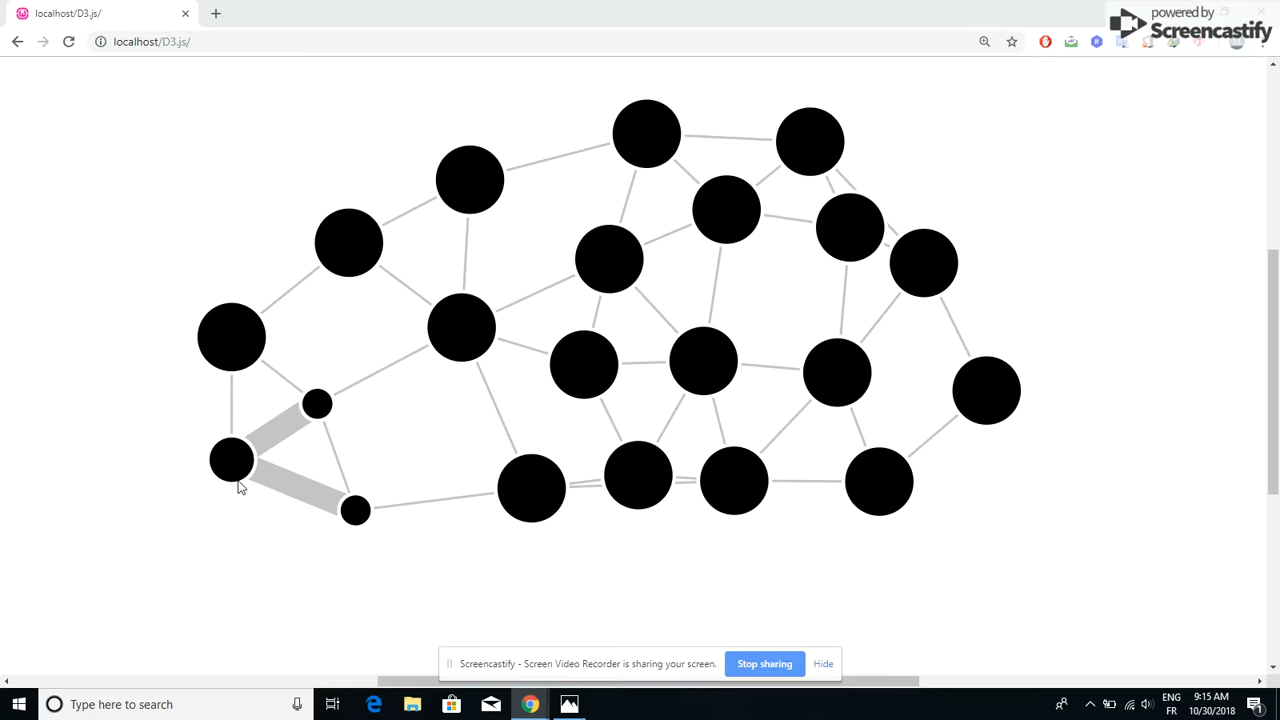 localhost/D3.js/
powered by
Screencastify
localhost/D3.js/
Screencastify - Screen Video Recorder is sharing your screen.
Stop sharing
Hide
Type here to search
ENG
FR
9:15 AM
10/30/2018
1